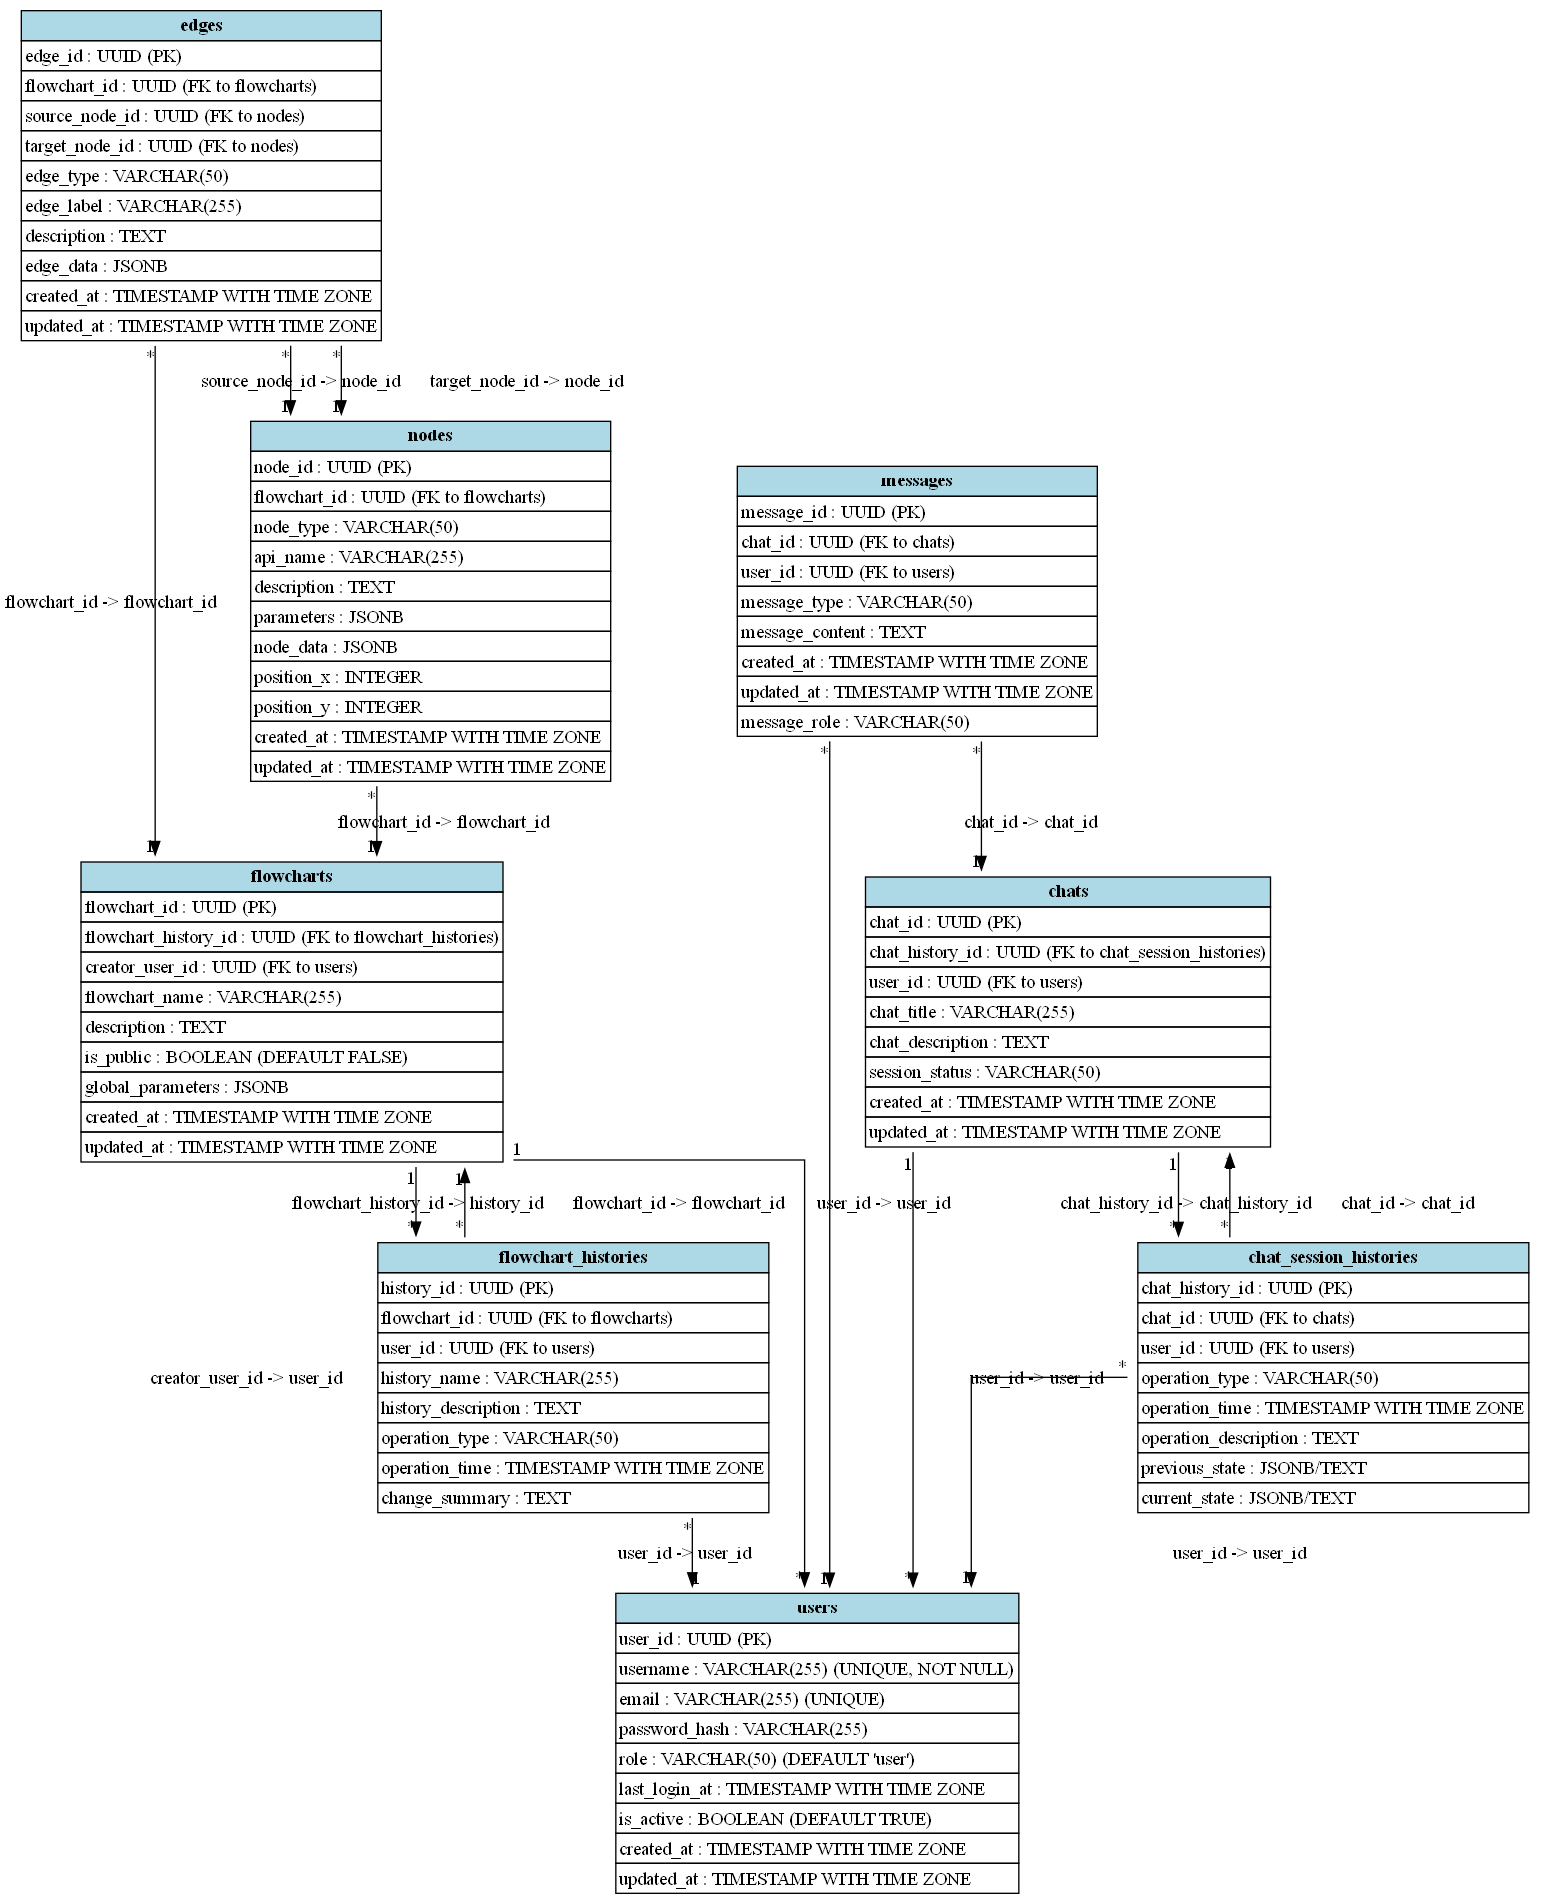 edges
edge_id : UUID (PK)
flowchart_id : UUID (FK to flowcharts)
source_node_id : UUID (FK to nodes)
target_node_id : UUID (FK to nodes)
edge_type : VARCHAR(50)
edge_label : VARCHAR(255)
description : TEXT
edge_data : JSONB
created_at : TIMESTAMP WITH TIME ZONE
updated_at : TIMESTAMP WITH TIME ZONE
* * *
source_node_id -> node_id target_node_id -> node_id
1 1
nodes
node_id : UUID (PK)
flowchart_id : UUID (FK to flowcharts)
node_type : VARCHAR(50)
api_name : VARCHAR(255)
description : TEXT
parameters : JSONB
node_data : JSONB
position_x : INTEGER
position_y : INTEGER
created_at : TIMESTAMP WITH TIME ZONE
updated_at : TIMESTAMP WITH TIME ZONE
messages
message_id : UUID (PK)
chat_id : UUID (FK to chats)
user_id : UUID (FK to users)
message_type : VARCHAR(50)
message_content : TEXT
created_at : TIMESTAMP WITH TIME ZONE
updated_at : TIMESTAMP WITH TIME ZONE
message_role : VARCHAR(50)
flowchart_id -> flowchart_id
* * *
flowchart_id -> flowchart_id
chat_id -> chat_id
1 1 1
flowcharts
flowchart_id : UUID (PK)
flowchart_history_id : UUID (FK to flowchart_histories)
creator_user_id : UUID (FK to users)
flowchart_name : VARCHAR(255)
description : TEXT
is_public : BOOLEAN (DEFAULT FALSE)
global_parameters : JSONB
created_at : TIMESTAMP WITH TIME ZONE
updated_at : TIMESTAMP WITH TIME ZONE
chats
chat_id : UUID (PK)
chat_history_id : UUID (FK to chat_session_histories)
user_id : UUID (FK to users)
chat_title : VARCHAR(255)
chat_description : TEXT
session_status : VARCHAR(50)
created_at : TIMESTAMP WITH TIME ZONE
updated_at : TIMESTAMP WITH TIME ZONE
1
1 1 1 1 1
flowchart_history_id -> history_id flowchart_id -> flowchart_id user_id -> user_id chat_history_id -> chat_history_id chat_id -> chat_id
* * * *
flowchart_histories
history_id : UUID (PK)
flowchart_id : UUID (FK to flowcharts)
user_id : UUID (FK to users)
history_name : VARCHAR(255)
history_description : TEXT
operation_type : VARCHAR(50)
operation_time : TIMESTAMP WITH TIME ZONE
change_summary : TEXT
chat_session_histories
chat_history_id : UUID (PK)
chat_id : UUID (FK to chats)
user_id : UUID (FK to users)
operation_type : VARCHAR(50)
operation_time : TIMESTAMP WITH TIME ZONE
operation_description : TEXT
previous_state : JSONB/TEXT
current_state : JSONB/TEXT
*
creator_user_id -> user_id
user_id -> user_id
*
user_id -> user_id
user_id -> user_id
1 * 1 * 1
users
user_id : UUID (PK)
username : VARCHAR(255) (UNIQUE, NOT NULL)
email : VARCHAR(255) (UNIQUE)
password_hash : VARCHAR(255)
role : VARCHAR(50) (DEFAULT 'user')
last_login_at : TIMESTAMP WITH TIME ZONE
is_active : BOOLEAN (DEFAULT TRUE)
created_at : TIMESTAMP WITH TIME ZONE
updated_at : TIMESTAMP WITH TIME ZONE